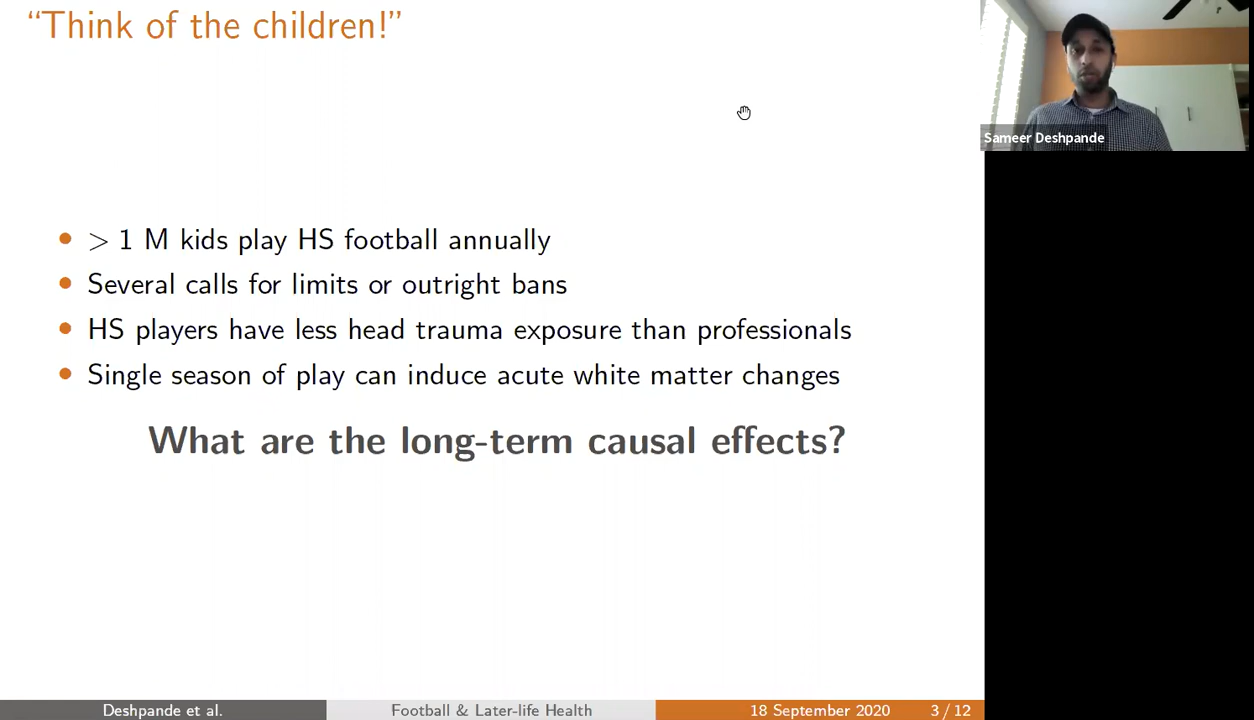 “Think of the children!”
Sameer Deshpande
• > 1 M kids play HS football annually
• Several calls for limits or outright bans
• HS players have less head trauma exposure than professionals
• Single season of play can induce acute white matter changes
What are the long-term causal effects?
Deshpande et al. Football & Later-life Health 18 September 2020 3 / 12